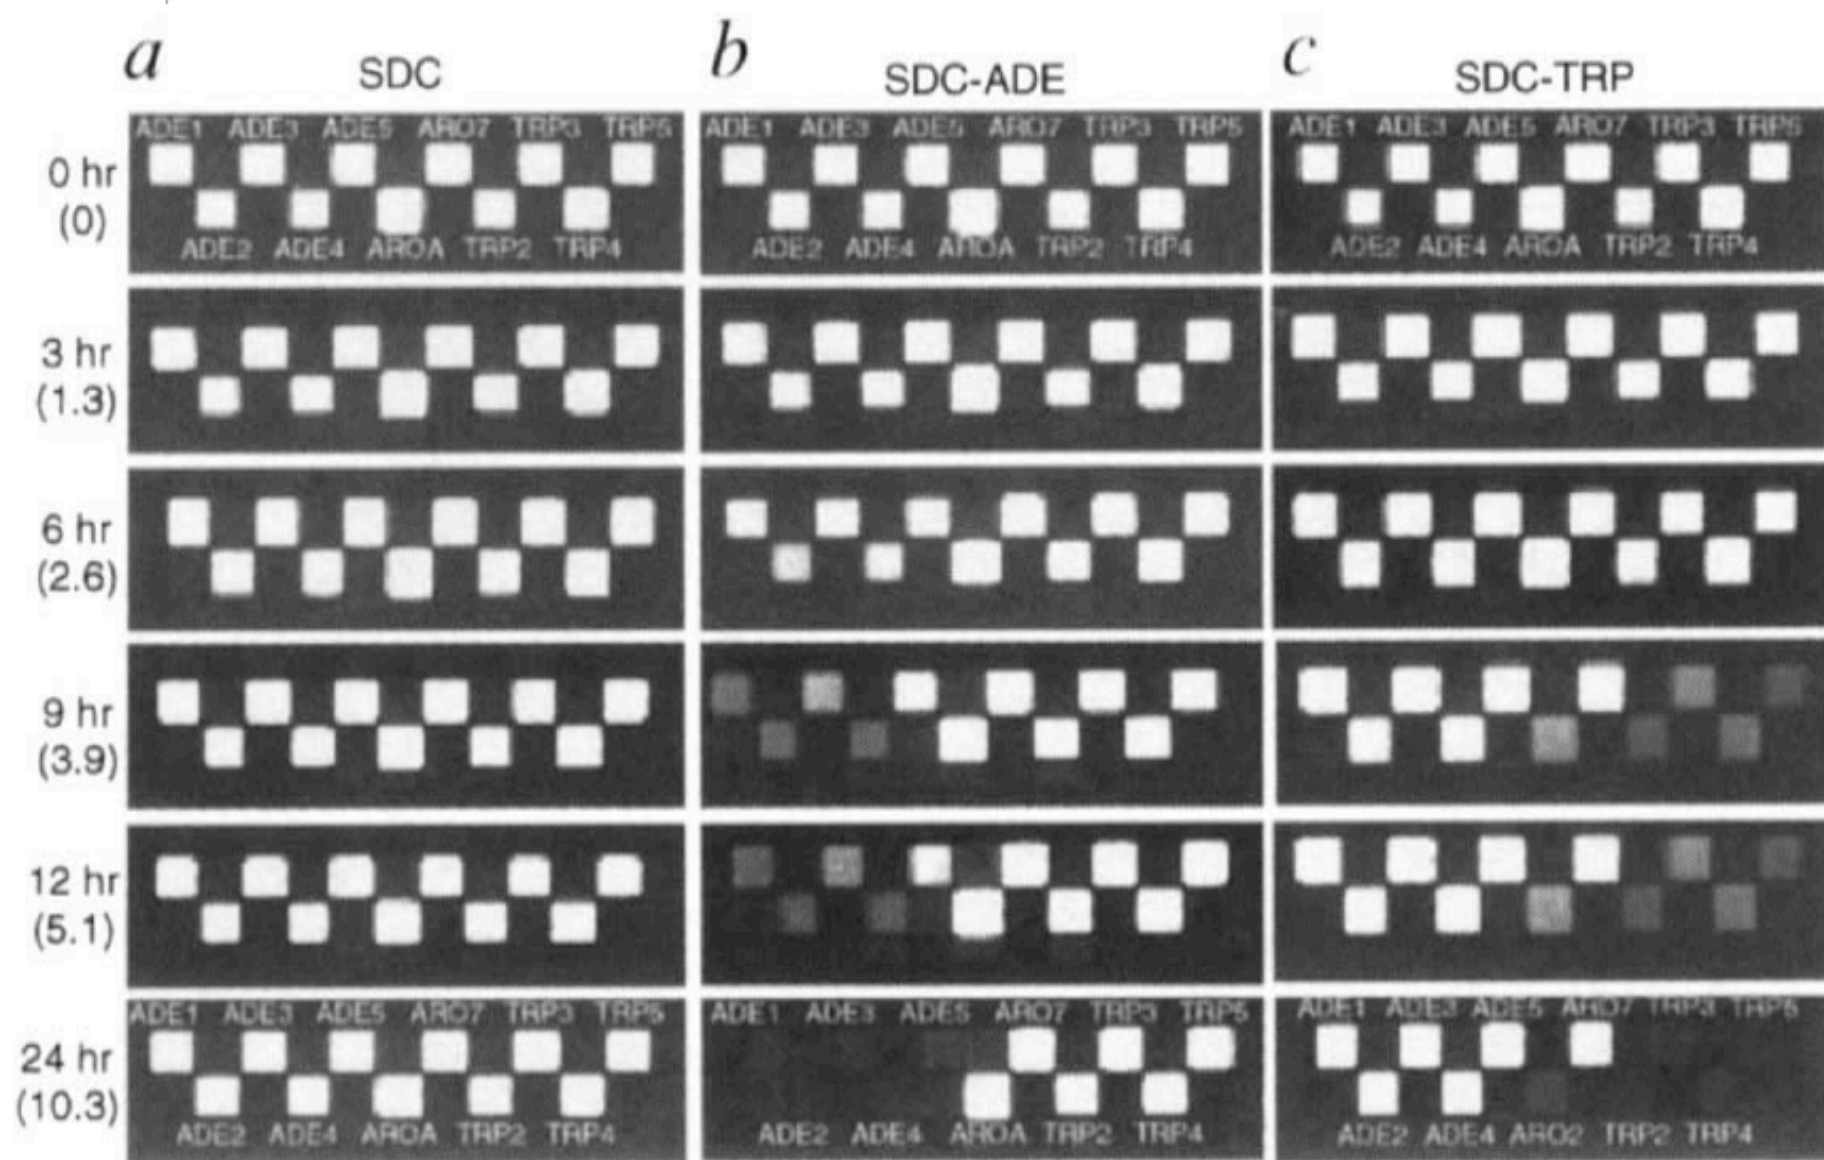 a SDC b SDC-ADE c SDC-TRP
ADE1 ADE3 ADE5 ARO7 TRP3 TRP5 ADE1 ADE3 ADE5 ARO7 TRP3 TRP5 ADE1 ADE3 ADE5 ARO7 TRP3 TRP5
0 hr
(0)
ADE2 ADE4 AROA TRP2 TRP4 ADE2 ADE4 AROA TRP2 TRP4 ADE2 ADE4 AROA TRP2 TRP4
3 hr
(1.3)
6 hr
(2.6)
9 hr
(3.9)
12 hr
(5.1)
ADE1 ADE3 ADE5 ARO7 TRP3 TRP5 ADE1 ADE3 ADE5 ARO7 TRP3 TRP5 ADE1 ADE3 ADE5 ARO7 TRP3 TRP5
24 hr
(10.3)
ADE2 ADE4 AROA TRP2 TRP4 ADE2 ADE4 AROA TRP2 TRP4 ADE2 ADE4 ARO2 TRP2 TRP4